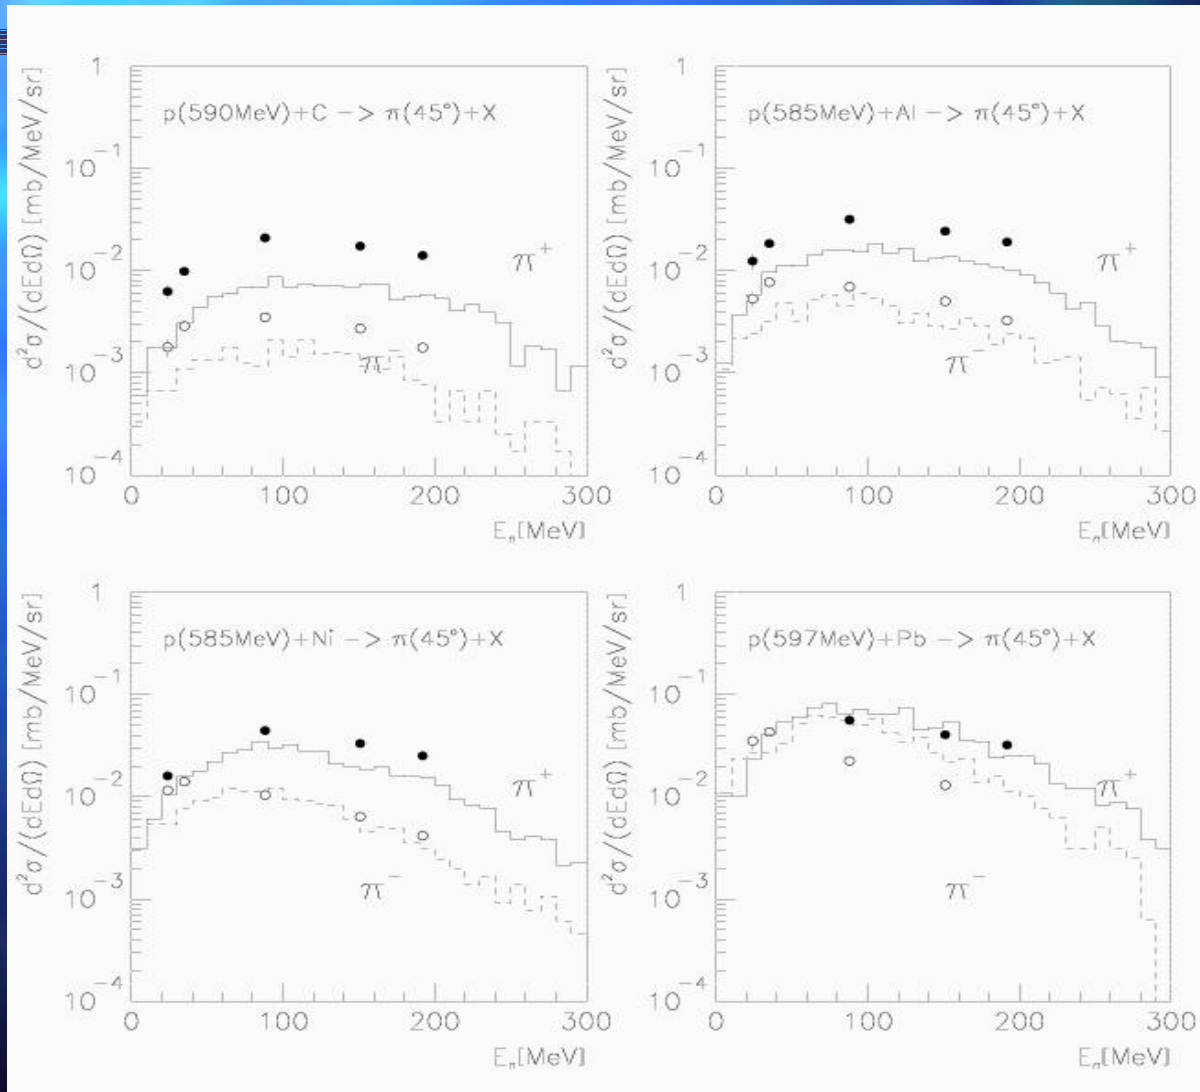 d²σ/(dEdΩ) [mb/MeV/sr]
1
10⁻¹
10⁻²
10⁻³
10⁻⁴
p(590MeV)+C -> π(45°)+X
π⁺
π⁻
0 100 200 300
Eπ[MeV]
d²σ/(dEdΩ) [mb/MeV/sr]
1
10⁻¹
10⁻²
10⁻³
10⁻⁴
p(585MeV)+Al -> π(45°)+X
π⁺
π⁻
0 100 200 300
Eπ[MeV]
d²σ/(dEdΩ) [mb/MeV/sr]
1
10⁻¹
10⁻²
10⁻³
10⁻⁴
p(585MeV)+Ni -> π(45°)+X
π⁺
π⁻
0 100 200 300
Eπ[MeV]
d²σ/(dEdΩ) [mb/MeV/sr]
1
10⁻¹
10⁻²
10⁻³
10⁻⁴
p(597MeV)+Pb -> π(45°)+X
π⁺
π⁻
0 100 200 300
Eπ[MeV]